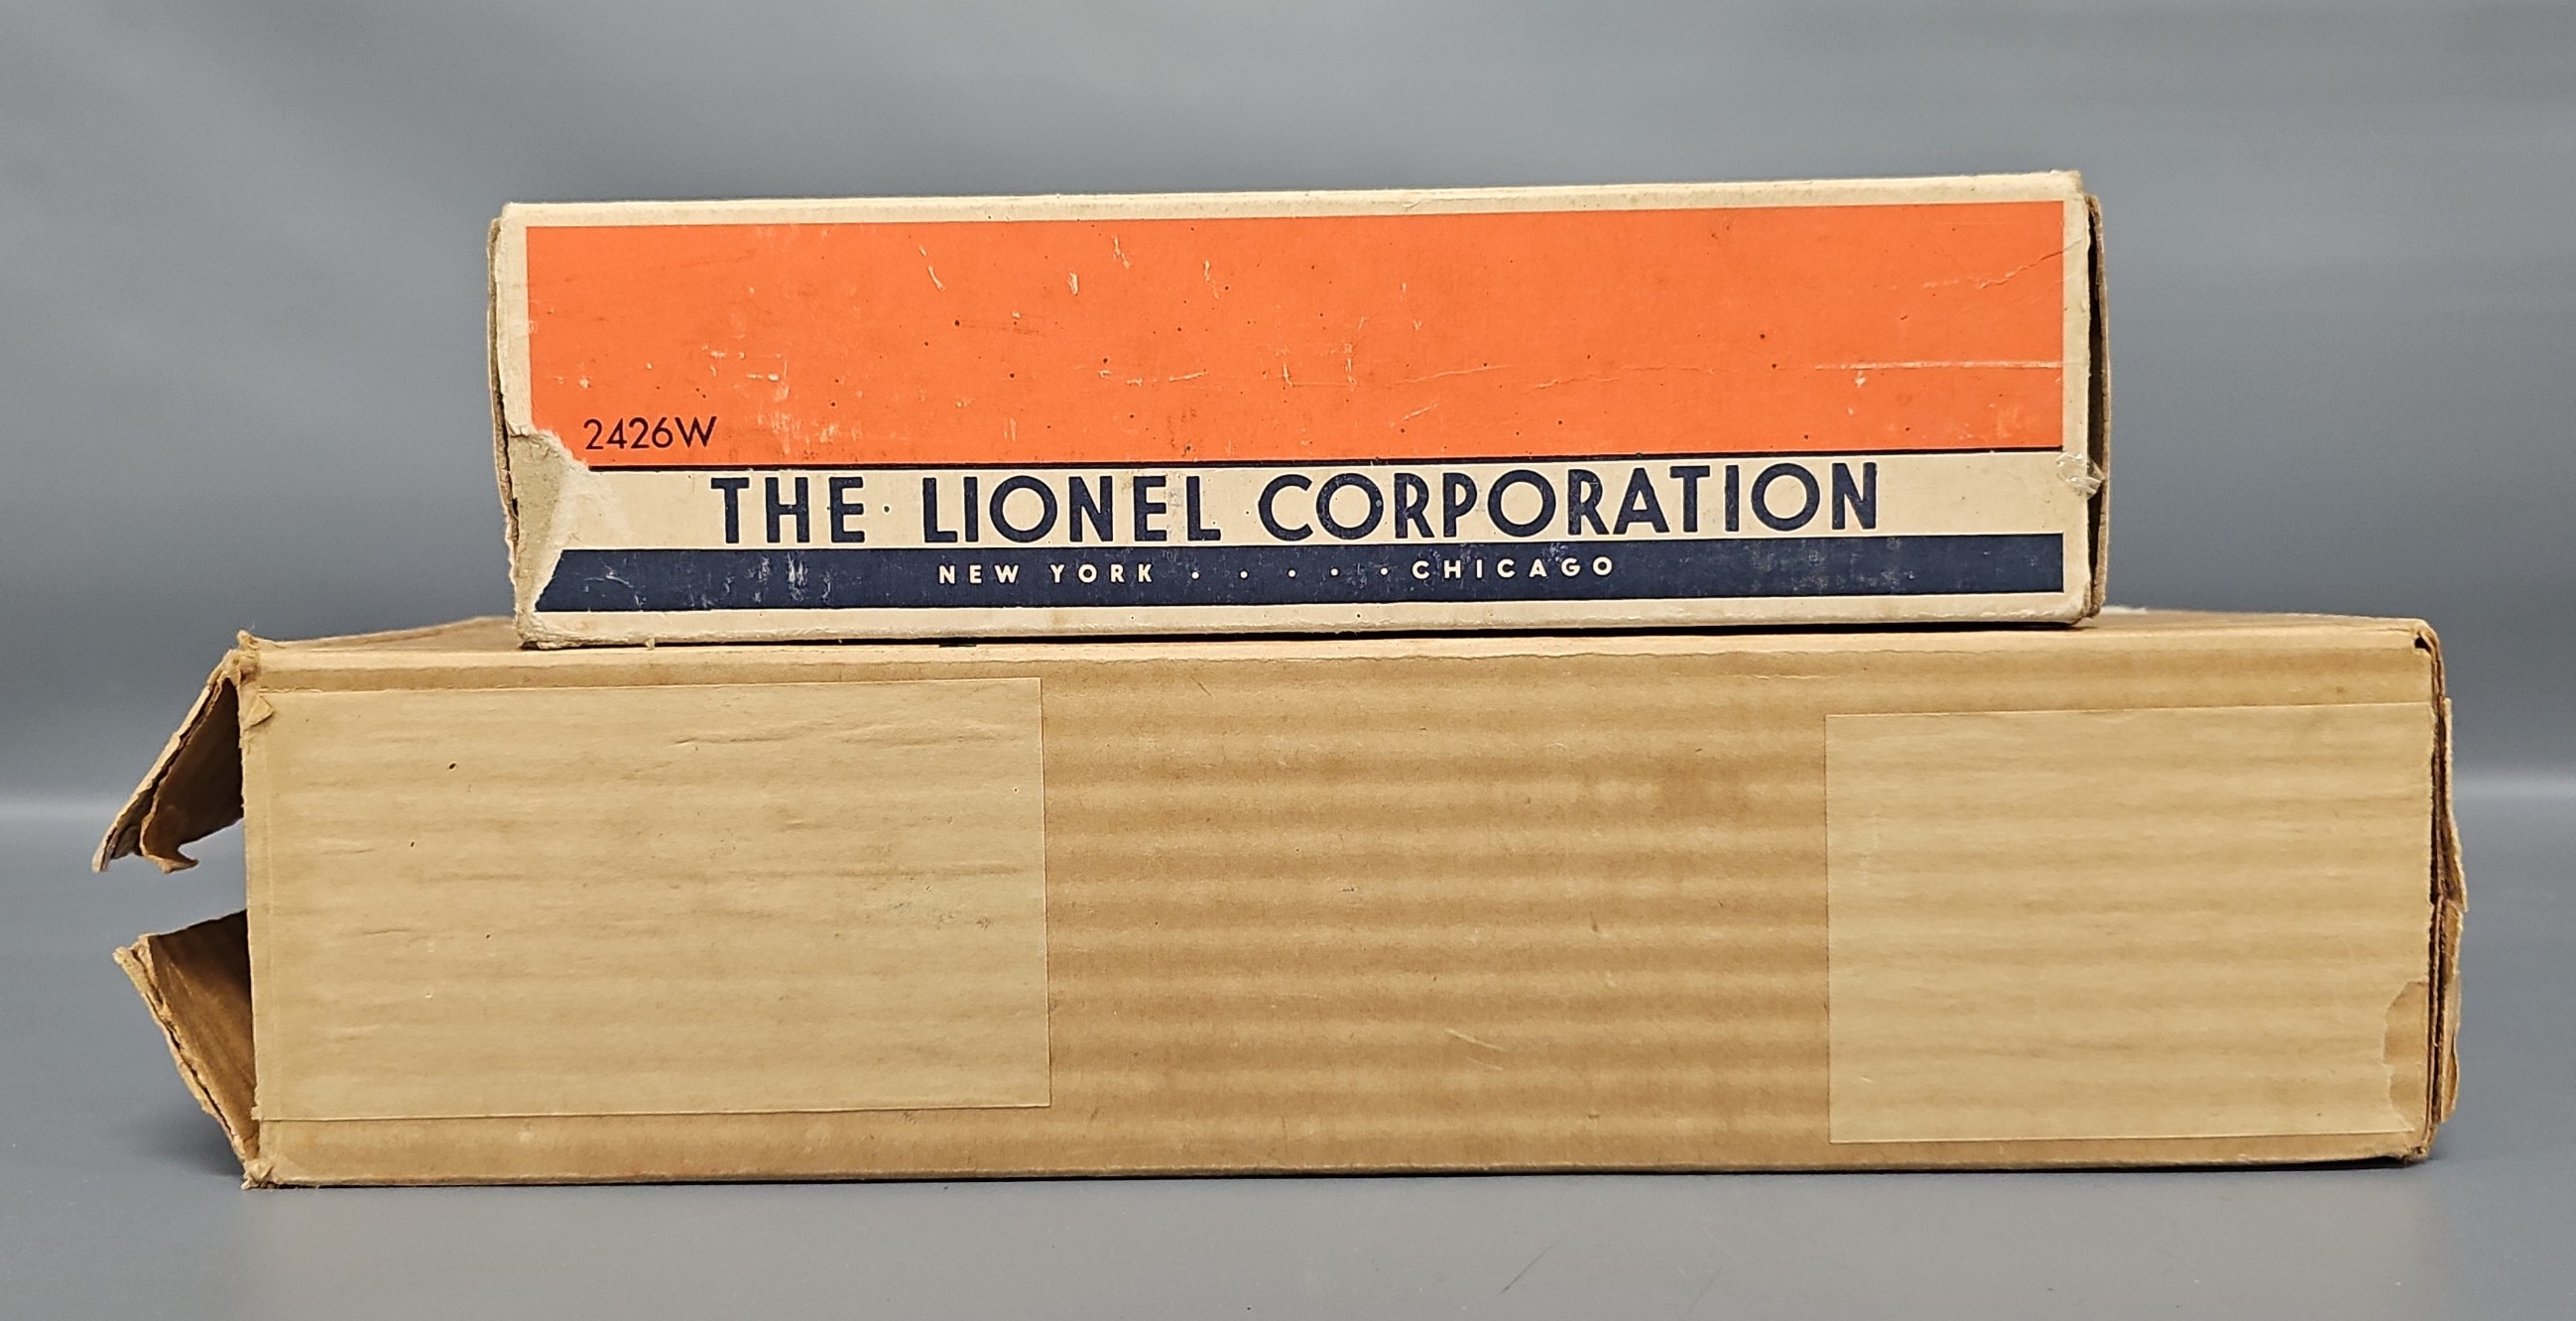 2426W
THE LIONEL CORPORATION
NEW YORK . . . . . CHICAGO